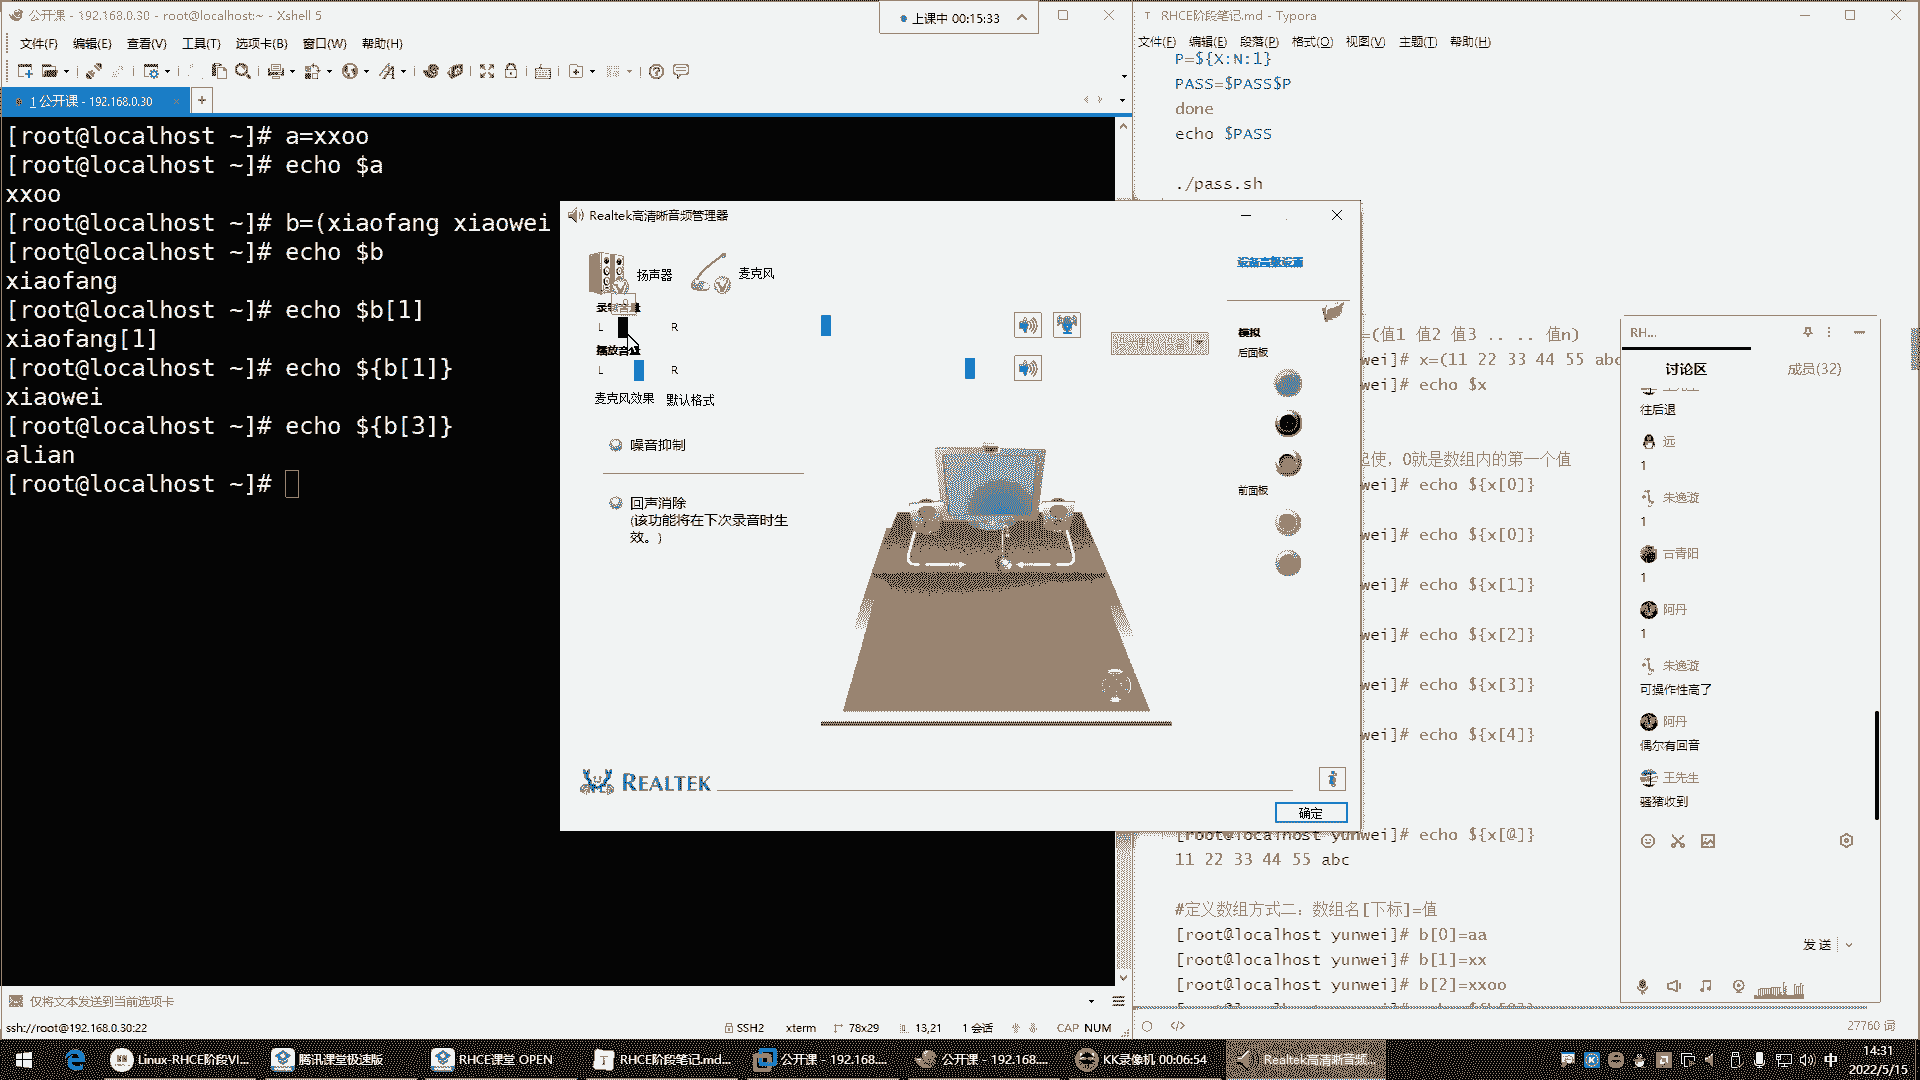 公开课 - 192.168.0.30 - root@localhost:~ - Xshell 5
上课中 00:15:33
文件(F) 编辑(E) 查看(V) 工具(T) 选项卡(B) 窗口(W) 帮助(H)
1 公开课 - 192.168.0.30
[root@localhost ~]# a=xxoo
[root@localhost ~]# echo $a
xxoo
[root@localhost ~]# b=(xiaofang xiaowei
[root@localhost ~]# echo $b
xiaofang
[root@localhost ~]# echo $b[1]
xiaofang[1]
[root@localhost ~]# echo ${b[1]}
xiaowei
[root@localhost ~]# echo ${b[3]}
alian
[root@localhost ~]#
仅将文本发送到当前选项卡
ssh://root@192.168.0.30:22
SSH2 xterm 78x29 13,21 1 会话 CAP NUM
Realtek高清晰音频管理器
扬声器
麦克风
设备高级设置
录制音量
L R
播放音量
L R
麦克风效果 默认格式
噪音抑制
回声消除
(该功能将在下次录音时生
效。)
模拟
后面板
前面板
REALTEK
确定
RHCE阶段笔记.md - Typora
文件(F) 编辑(E) 段落(P) 格式(O) 视图(V) 主题(T) 帮助(H)
P=${X:N:1}
PASS=$PASS$P
done
echo $PASS
./pass.sh
=(值1 值2 值3 .. .. 值n)
wei]# x=(11 22 33 44 55 abc
wei]# echo $x
起使，0就是数组内的第一个值
wei]# echo ${x[0]}
wei]# echo ${x[0]}
wei]# echo ${x[1]}
wei]# echo ${x[2]}
wei]# echo ${x[3]}
wei]# echo ${x[4]}
[root@localhost yunwei]# echo ${x[@]}
11 22 33 44 55 abc
#定义数组方式二：数组名[下标]=值
[root@localhost yunwei]# b[0]=aa
[root@localhost yunwei]# b[1]=xx
[root@localhost yunwei]# b[2]=xxoo
27760 词
RH...
讨论区 成员(32)
往后退
远
1
朱逸漩
1
云青阳
1
阿丹
1
朱逸漩
可操作性高了
阿丹
偶尔有回音
王先生
骚猪收到
发送
Linux-RHCE阶段VI... 腾讯课堂极速版 RHCE课堂 OPEN RHCE阶段笔记.md... 公开课 - 192.168.... 公开课 - 192.168.... KK录像机 00:06:54 Realtek高清晰音频...
中
14:31
2022/5/15